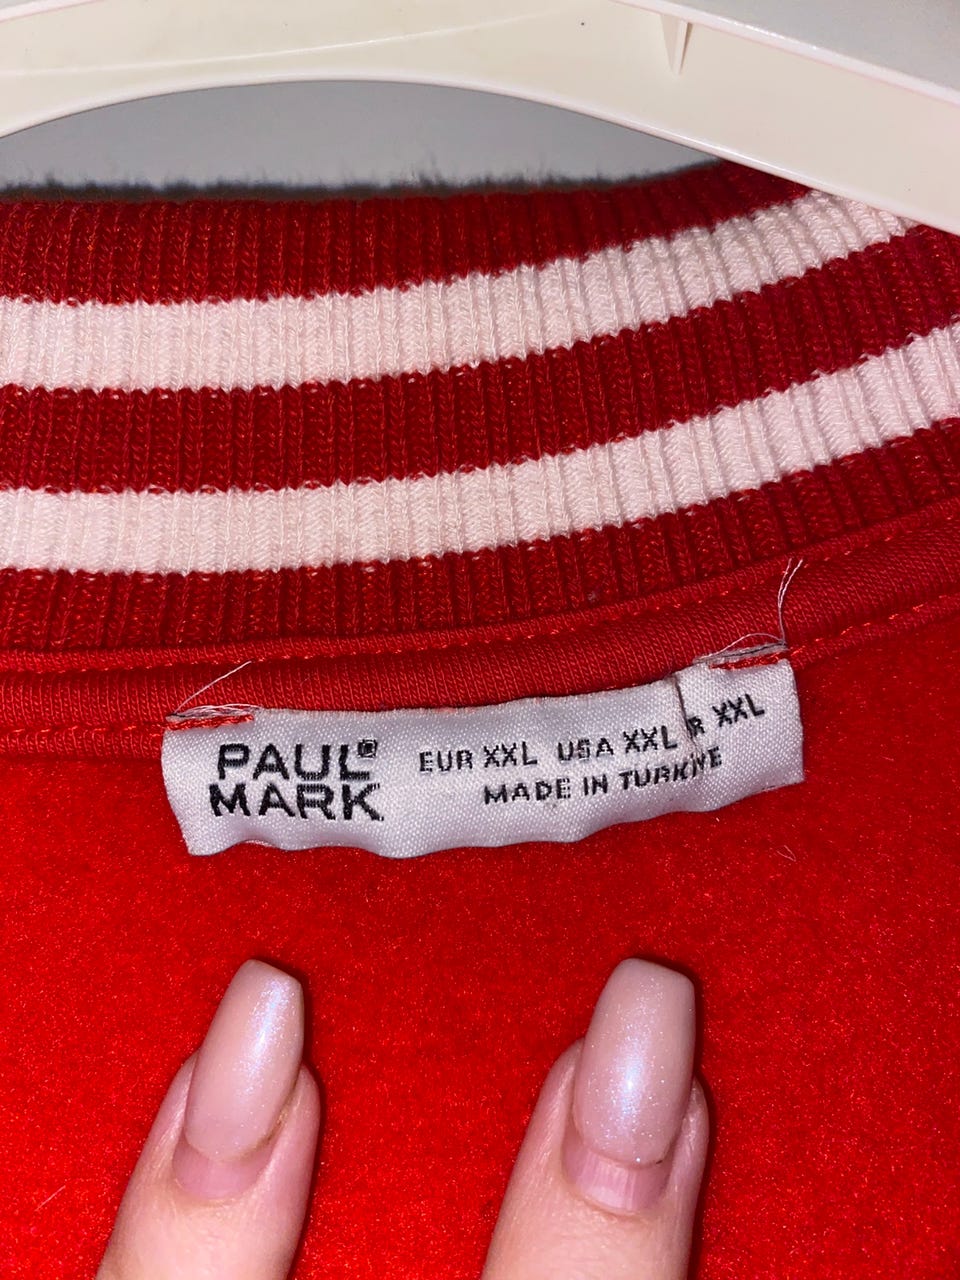 PAUL
MARK
EUR XXL USA XXL R XXL
MADE IN TURKIYE